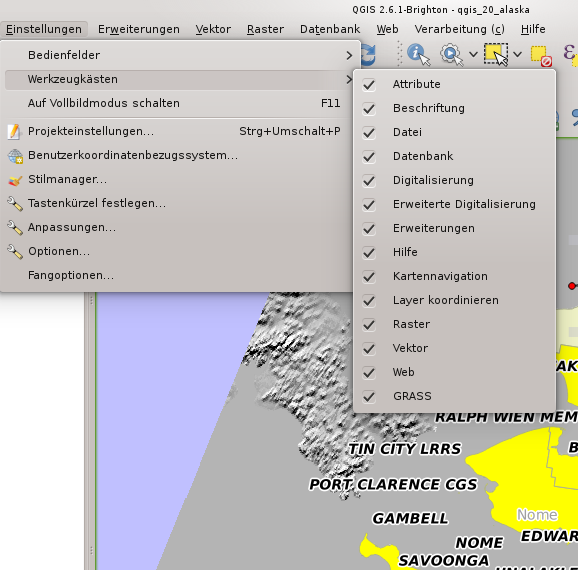 QGIS 2.6.1-Brighton - qgis_20_alaska
Einstellungen Erweiterungen Vektor Raster Datenbank Web Verarbeitung (c) Hilfe
Bedienfelder
Werkzeugkästen
Auf Vollbildmodus schalten F11
Projekteinstellungen... Strg+Umschalt+P
Benutzerkoordinatenbezugssystem...
Stilmanager...
Tastenkürzel festlegen...
Anpassungen...
Optionen...
Fangoptionen...
Attribute
Beschriftung
Datei
Datenbank
Digitalisierung
Erweiterte Digitalisierung
Erweiterungen
Hilfe
Kartennavigation
Layer koordinieren
Raster
Vektor
Web
GRASS
RALPH WIEN MEM
TIN CITY LRRS
PORT CLARENCE CGS
Nome
GAMBELL
NOME
EDWAR
SAVOONGA